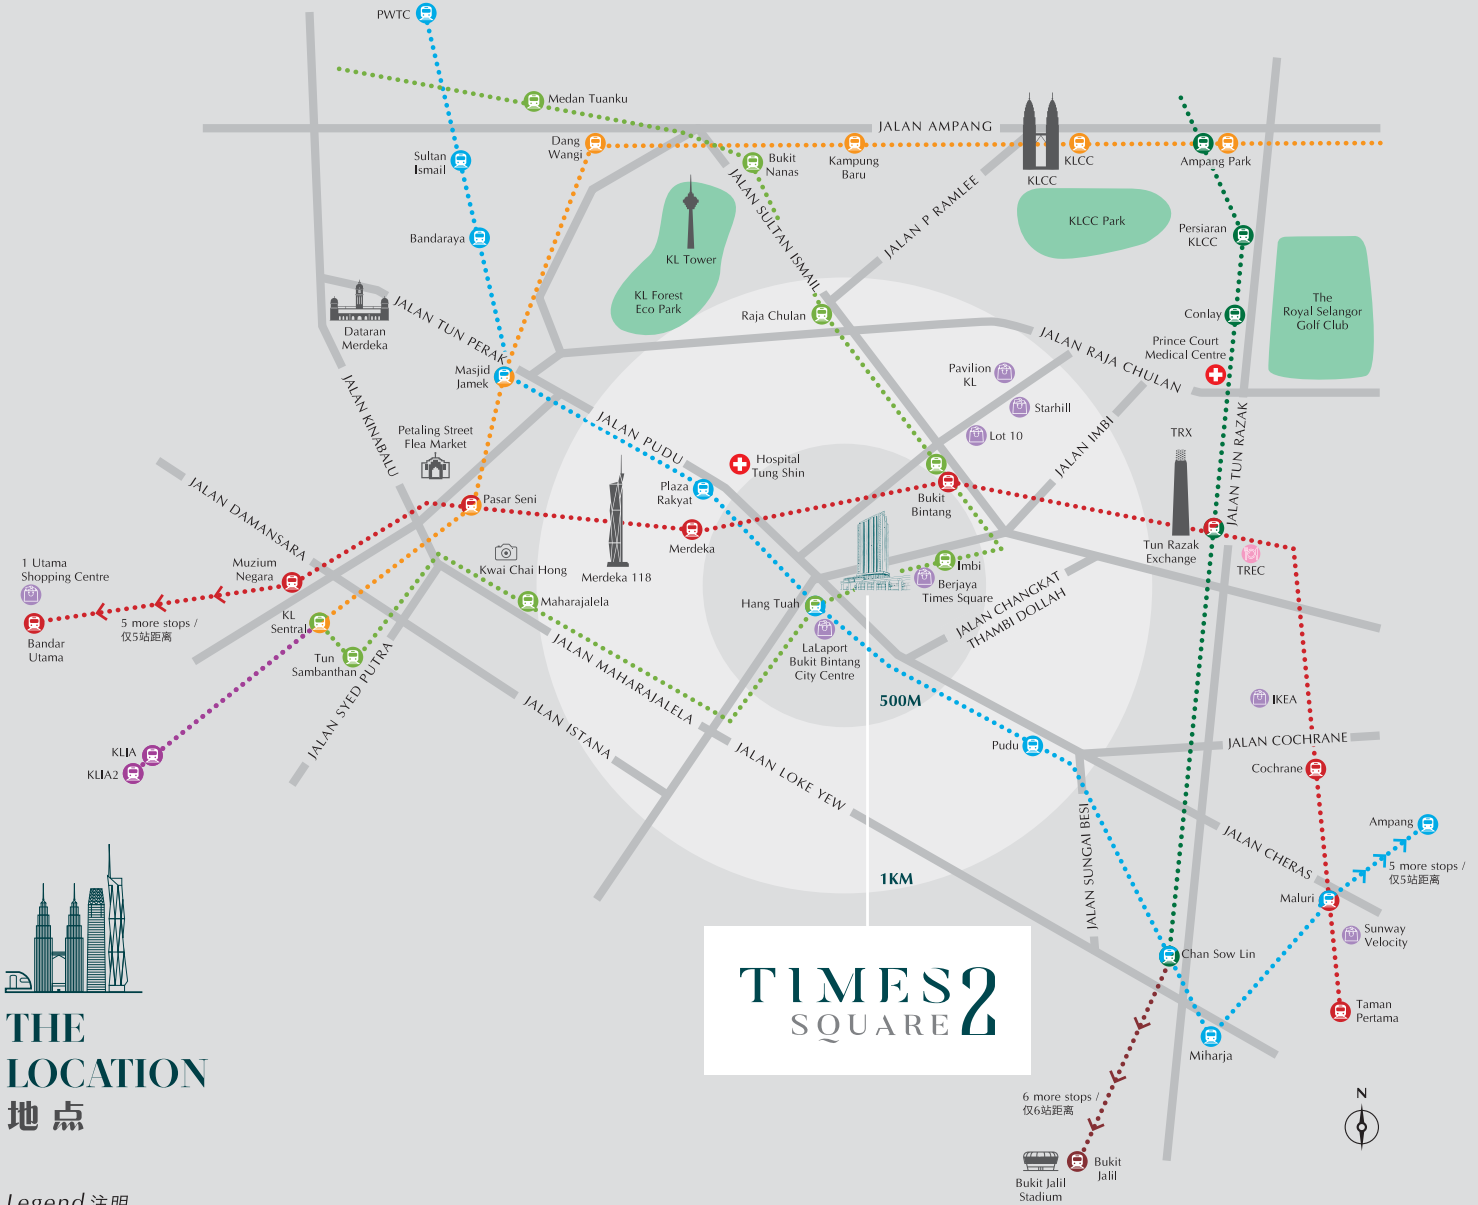 PWTC
Medan Tuanku
JALAN AMPANG
Dang
Wangi
Bukit
Nanas
Kampung
Baru
KLCC
KLCC
Ampang Park
Sultan
Ismail
JALAN SULTAN ISMAIL
JALAN P RAMLEE
KLCC Park
Persiaran
KLCC
Bandaraya
KL Tower
KL Forest
Eco Park
The
Royal Selangor
Golf Club
Dataran
Merdeka
JALAN TUN PERAK
Raja Chulan
Conlay
JALAN RAJA CHULAN
Prince Court
Medical Centre
Masjid
Jamek
Pavilion
KL
Starhill
Lot 10
JALAN KINABALU
Petaling Street
Flea Market
JALAN PUDU
JALAN IMBI
TRX
JALAN TUN RAZAK
Hospital
Tung Shin
Plaza
Rakyat
Pasar Seni
Bukit
Bintang
JALAN DAMANSARA
Merdeka
Merdeka 118
Kwai Chai Hong
Tun Razak
Exchange
TREC
1 Utama
Shopping Centre
Muzium
Negara
Imbi
Berjaya
Times Square
Maharajalela
Hang Tuah
JALAN CHANGKAT
THAMBI DOLLAH
5 more stops /
仅5站距离
Bandar
Utama
KL
Sentral
Tun
Sambanthan
LaLaport
Bukit Bintang
City Centre
JALAN SYED PUTRA
JALAN MAHARAJALELA
500M
IKEA
JALAN ISTANA
JALAN COCHRANE
Pudu
KLIA
KLIA2
JALAN LOKE YEW
Cochrane
JALAN SUNGAI BESI
Ampang
JALAN CHERAS
5 more stops /
仅5站距离
1KM
Maluri
Sunway
Velocity
Chan Sow Lin
TIMES
SQUARE 2
Taman
Pertama
Miharja
THE
LOCATION
地点
6 more stops /
仅6站距离
N
Bukit
Jalil
Bukit Jalil
Stadium
Legend 注明